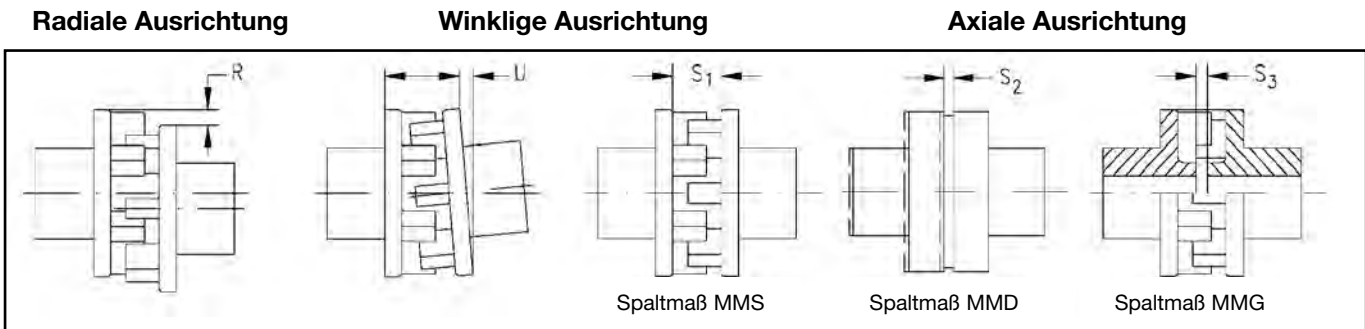 Radiale Ausrichtung Winklige Ausrichtung Axiale Ausrichtung
R U S₁ S₂ S₃
Spaltmaß MMS Spaltmaß MMD Spaltmaß MMG